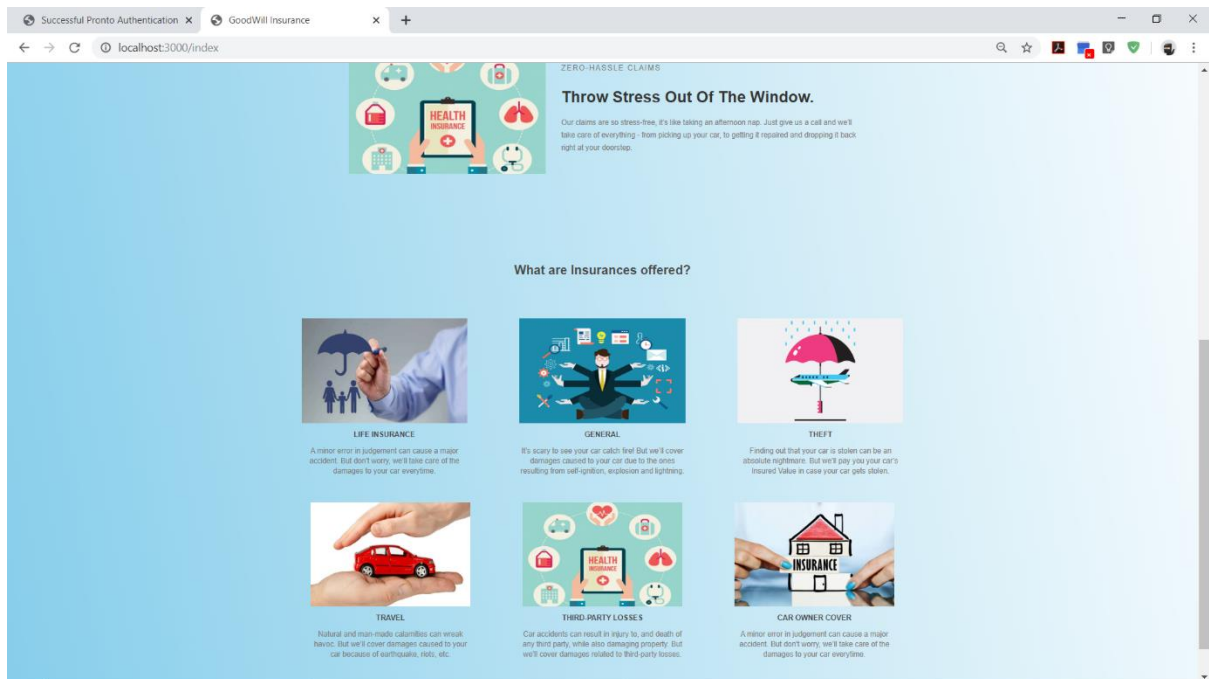 Successful Pronto Authentication
GoodWill Insurance
localhost:3000/index
ZERO-HASSLE CLAIMS
Throw Stress Out Of The Window.
Our claims are so stress-free, it's like taking an afternoon nap. Just give us a call and we'll
take care of everything - from picking up your car, to getting it repaired and dropping it back
right at your doorstep.
HEALTH
INSURANCE
What are Insurances offered?
LIFE INSURANCE
A minor error in judgement can cause a major
accident. But don't worry, we'll take care of the
damages to your car everytime.
GENERAL
It's scary to see your car catch fire! But we'll cover
damages caused to your car due to the ones
resulting from self-ignition, explosion and lightning.
THEFT
Finding out that your car is stolen can be an
absolute nightmare. But we'll pay you your car's
Insured Value in case your car gets stolen.
HEALTH
INSURANCE
INSURANCE
TRAVEL
Natural and man-made calamities can wreak
havoc. But we'll cover damages caused to your
car because of earthquake, riots, etc.
THIRD-PARTY LOSSES
Car accidents can result in injury to, and death of
any third party, while also damaging property. But
we'll cover damages related to third-party losses.
CAR OWNER COVER
A minor error in judgement can cause a major
accident. But don't worry, we'll take care of the
damages to your car everytime.